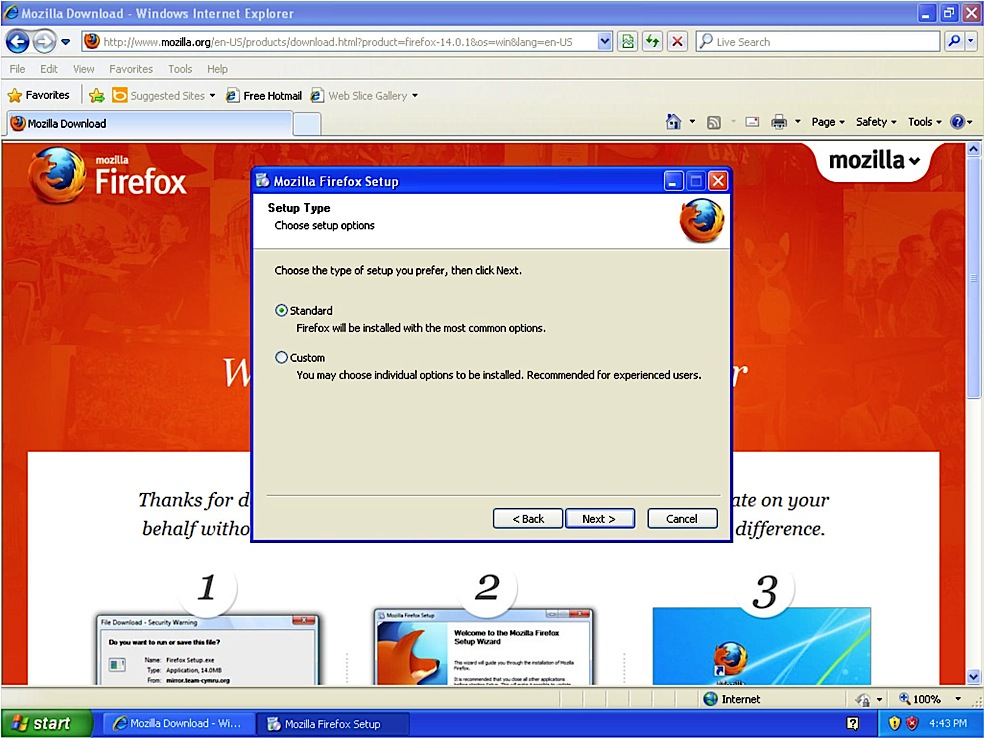 Mozilla Download - Windows Internet Explorer
http://www.mozilla.org/en-US/products/download.html?product=firefox-14.0.1&os=win&lang=en-US
Live Search
File Edit View Favorites Tools Help
Favorites Suggested Sites Free Hotmail Web Slice Gallery
Mozilla Download
Page Safety Tools
mozilla
Firefox
mozilla
Mozilla Firefox Setup
Setup Type
Choose setup options
Choose the type of setup you prefer, then click Next.
Standard
Firefox will be installed with the most common options.
Custom
You may choose individual options to be installed. Recommended for experienced users.
< Back Next > Cancel
W r
Thanks for d ate on your
behalf witho difference.
1 2 3
File Download - Security Warning
Do you want to run or save this file?
Name: Firefox Setup.exe
Type: Application, 14.0MB
From: mirror.team-cymru.org
Mozilla Firefox Setup
Welcome to the Mozilla Firefox
Setup Wizard
This wizard will guide you through the installation of Mozilla
Firefox.
It is recommended that you close all other applications
Internet 100%
start Mozilla Download - Wi... Mozilla Firefox Setup 4:43 PM